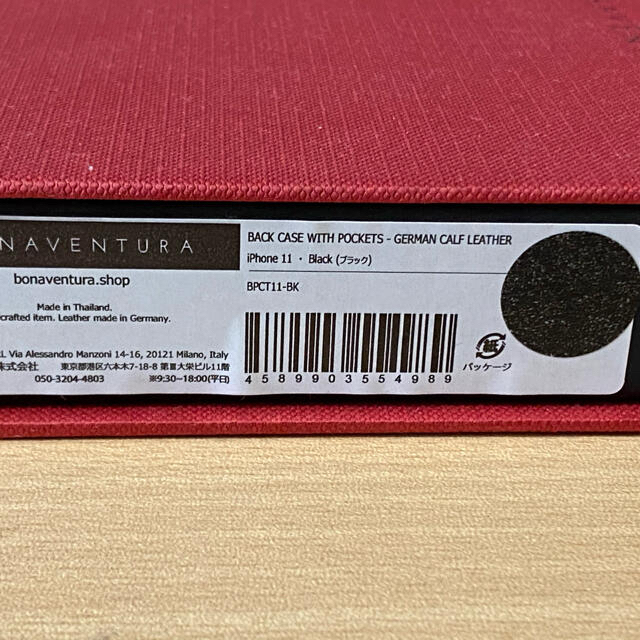 NAVENTURA
bonaventura.shop
Made in Thailand.
crafted item. Leather made in Germany.
Via Alessandro Manzoni 14-16, 20121 Milano, Italy
株式会社 東京都港区六本木7-18-8 第Ⅲ大栄ビル11階
050-3204-4803 ※9:30~18:00(平日)
BACK CASE WITH POCKETS - GERMAN CALF LEATHER
iPhone 11 ・ Black (ブラック)
BPCT11-BK
4589903554989
紙
パッケージ